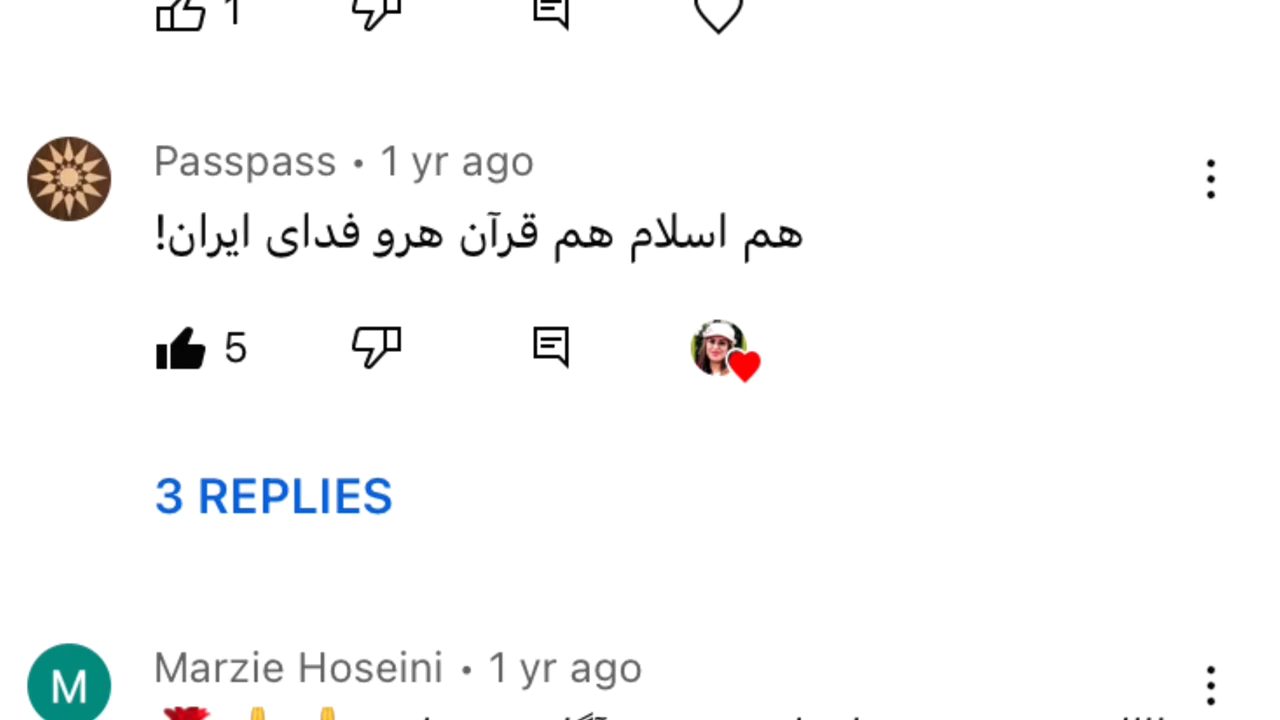 1
Passpass • 1 yr ago
هم اسلام هم قرآن هرو فدای ایران!
5
3 REPLIES
M
Marzie Hoseini • 1 yr ago